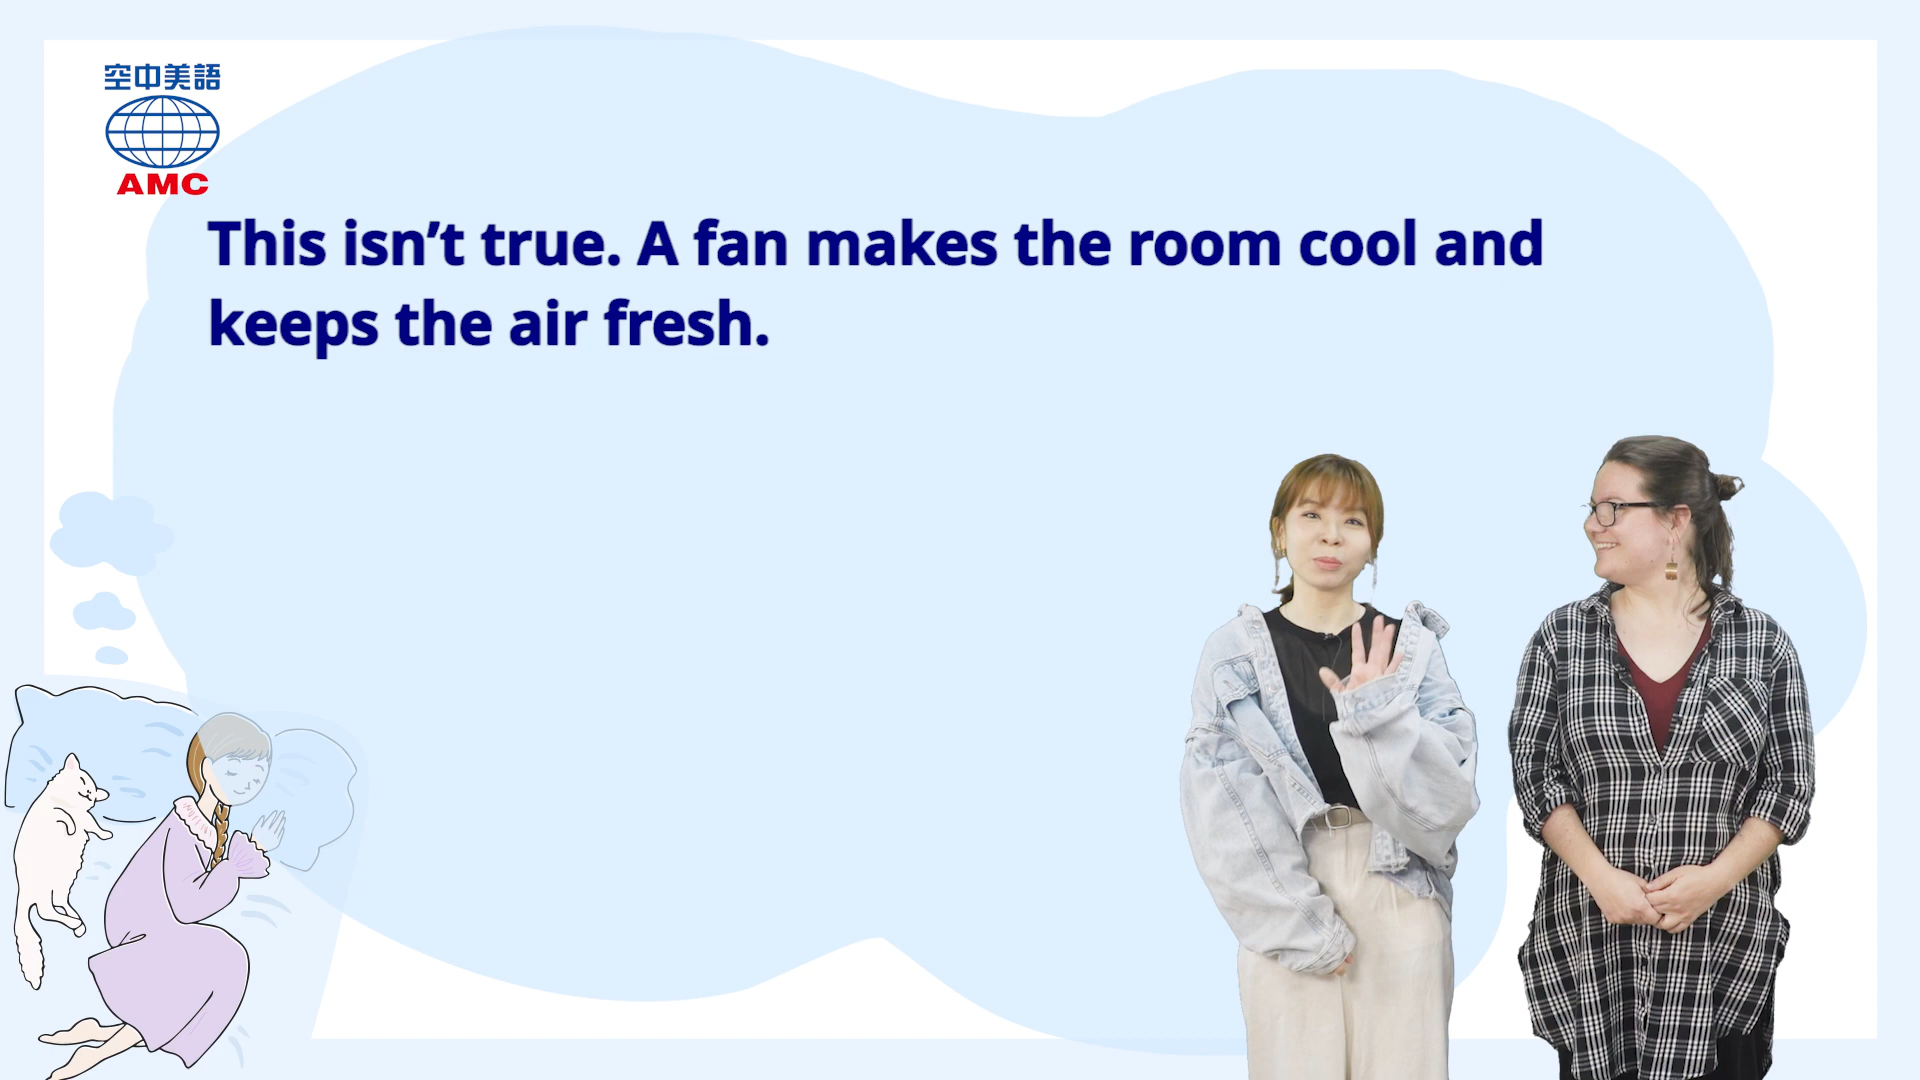 空中美語
AMC
This isn’t true. A fan makes the room cool and
keeps the air fresh.